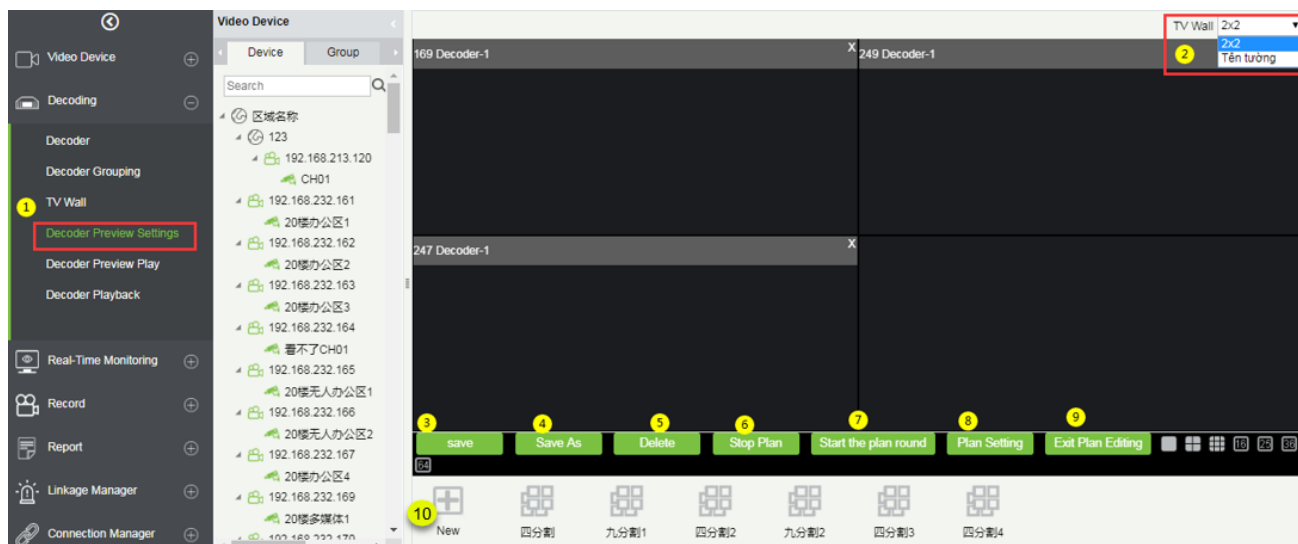 Video Device
Decoding
Decoder
Decoder Grouping
1
TV Wall
Decoder Preview Settings
Decoder Preview Play
Decoder Playback
Real-Time Monitoring
Record
Report
Linkage Manager
Connection Manager
Video Device
Device
Group
Search
区域名称
123
192.168.213.120
CH01
192.168.232.161
20楼办公区1
192.168.232.162
20楼办公区2
192.168.232.163
20楼办公区3
192.168.232.164
看不了CH01
192.168.232.165
20楼无人办公区1
192.168.232.166
20楼无人办公区2
192.168.232.167
20楼办公区4
192.168.232.169
20楼多媒体1
192.168.232.170
TV Wall 2x2
2x2
2
Tên tường
169 Decoder-1 X
249 Decoder-1
247 Decoder-1 X
3 4 5 6 7 8 9
save Save As Delete Stop Plan Start the plan round Plan Setting Exit Plan Editing 16 25 36
64
10
New 四分割 九分割1 四分割2 九分割2 四分割3 四分割4